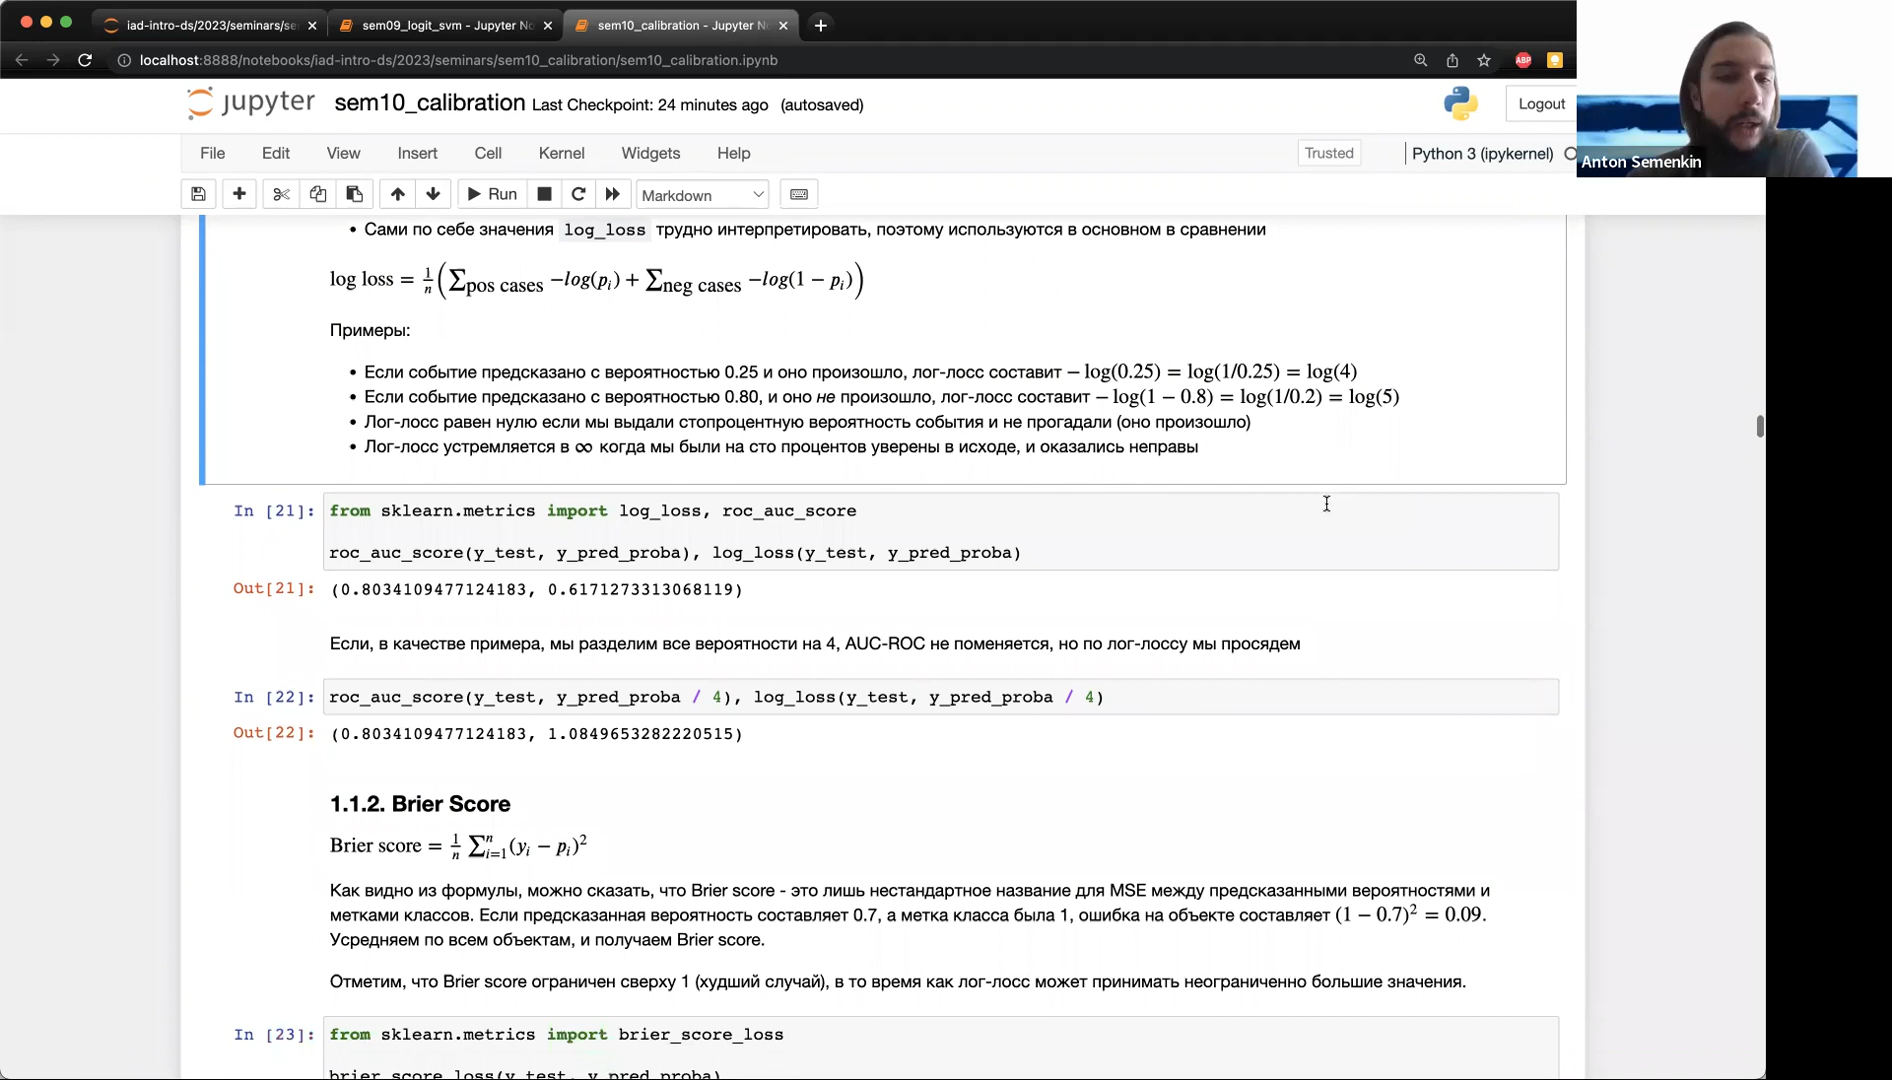 iad-intro-ds/2023/seminars/se
sem09_logit_svm - Jupyter No
sem10_calibration - Jupyter N
localhost:8888/notebooks/iad-intro-ds/2023/seminars/sem10_calibration/sem10_calibration.ipynb
ABP
jupyter sem10_calibration Last Checkpoint: 24 minutes ago (autosaved)
Logout
File Edit View Insert Cell Kernel Widgets Help
Trusted
Python 3 (ipykernel)
Anton Semenkin
Run
Markdown
• Сами по себе значения log_loss трудно интерпретировать, поэтому используются в основном в сравнении
log loss = 1/n (∑pos cases −log(pᵢ) + ∑neg cases −log(1 − pᵢ))
Примеры:
• Если событие предсказано с вероятностью 0.25 и оно произошло, лог-лосс составит − log(0.25) = log(1/0.25) = log(4)
• Если событие предсказано с вероятностью 0.80, и оно не произошло, лог-лосс составит − log(1 − 0.8) = log(1/0.2) = log(5)
• Лог-лосс равен нулю если мы выдали стопроцентную вероятность события и не прогадали (оно произошло)
• Лог-лосс устремляется в ∞ когда мы были на сто процентов уверены в исходе, и оказались неправы
In [21]: from sklearn.metrics import log_loss, roc_auc_score
roc_auc_score(y_test, y_pred_proba), log_loss(y_test, y_pred_proba)
Out[21]: (0.8034109477124183, 0.6171273313068119)
Если, в качестве примера, мы разделим все вероятности на 4, AUC-ROC не поменяется, но по лог-лоссу мы просядем
In [22]: roc_auc_score(y_test, y_pred_proba / 4), log_loss(y_test, y_pred_proba / 4)
Out[22]: (0.8034109477124183, 1.0849653282220515)
1.1.2. Brier Score
Brier score = 1/n ∑ⁿᵢ₌₁(yᵢ − pᵢ)²
Как видно из формулы, можно сказать, что Brier score - это лишь нестандартное название для MSE между предсказанными вероятностями и
метками классов. Если предсказанная вероятность составляет 0.7, а метка класса была 1, ошибка на объекте составляет (1 − 0.7)² = 0.09.
Усредняем по всем объектам, и получаем Brier score.
Отметим, что Brier score ограничен сверху 1 (худший случай), в то время как лог-лосс может принимать неограниченно большие значения.
In [23]: from sklearn.metrics import brier_score_loss
brier_score_loss(y_test, y_pred_proba)